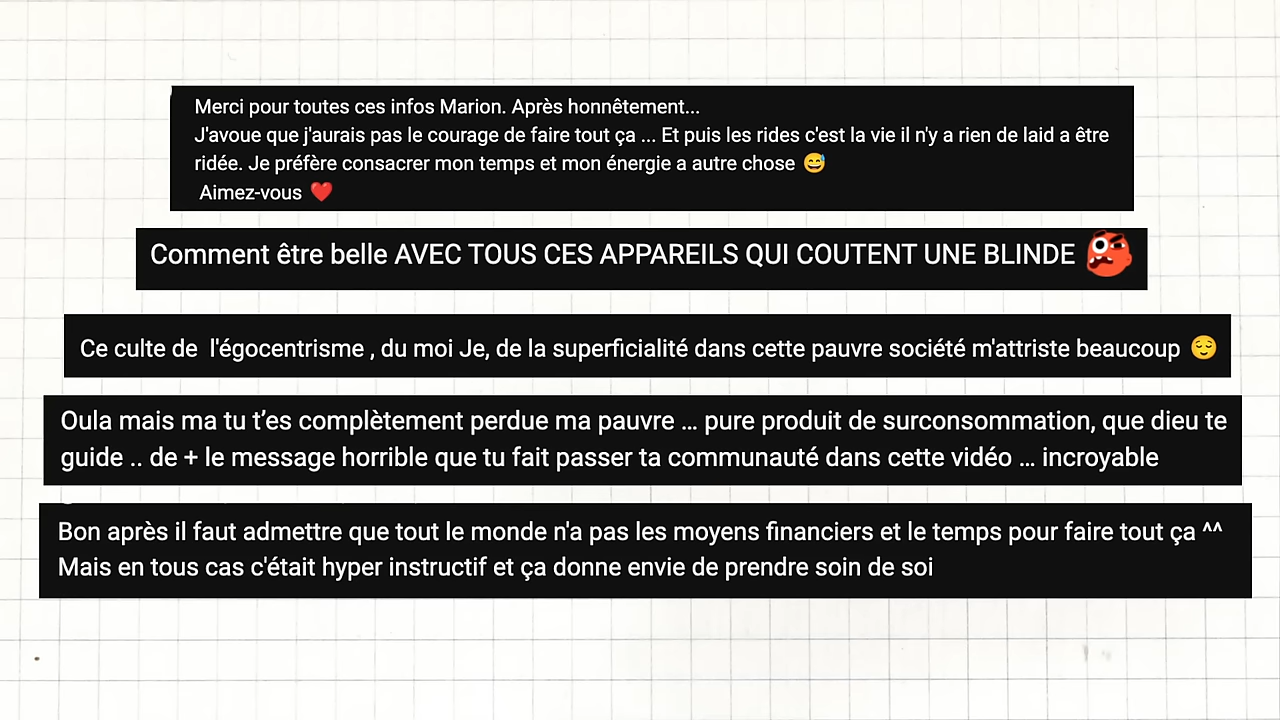 Merci pour toutes ces infos Marion. Après honnêtement...
J'avoue que j'aurais pas le courage de faire tout ça ... Et puis les rides c'est la vie il n'y a rien de laid a être
ridée. Je préfère consacrer mon temps et mon énergie a autre chose 😅
Aimez-vous ❤️
Comment être belle AVEC TOUS CES APPAREILS QUI COUTENT UNE BLINDE
Ce culte de l'égocentrisme , du moi Je, de la superficialité dans cette pauvre société m'attriste beaucoup 😌
Oula mais ma tu t’es complètement perdue ma pauvre … pure produit de surconsommation, que dieu te
guide .. de + le message horrible que tu fait passer ta communauté dans cette vidéo … incroyable
Bon après il faut admettre que tout le monde n'a pas les moyens financiers et le temps pour faire tout ça ^^
Mais en tous cas c'était hyper instructif et ça donne envie de prendre soin de soi